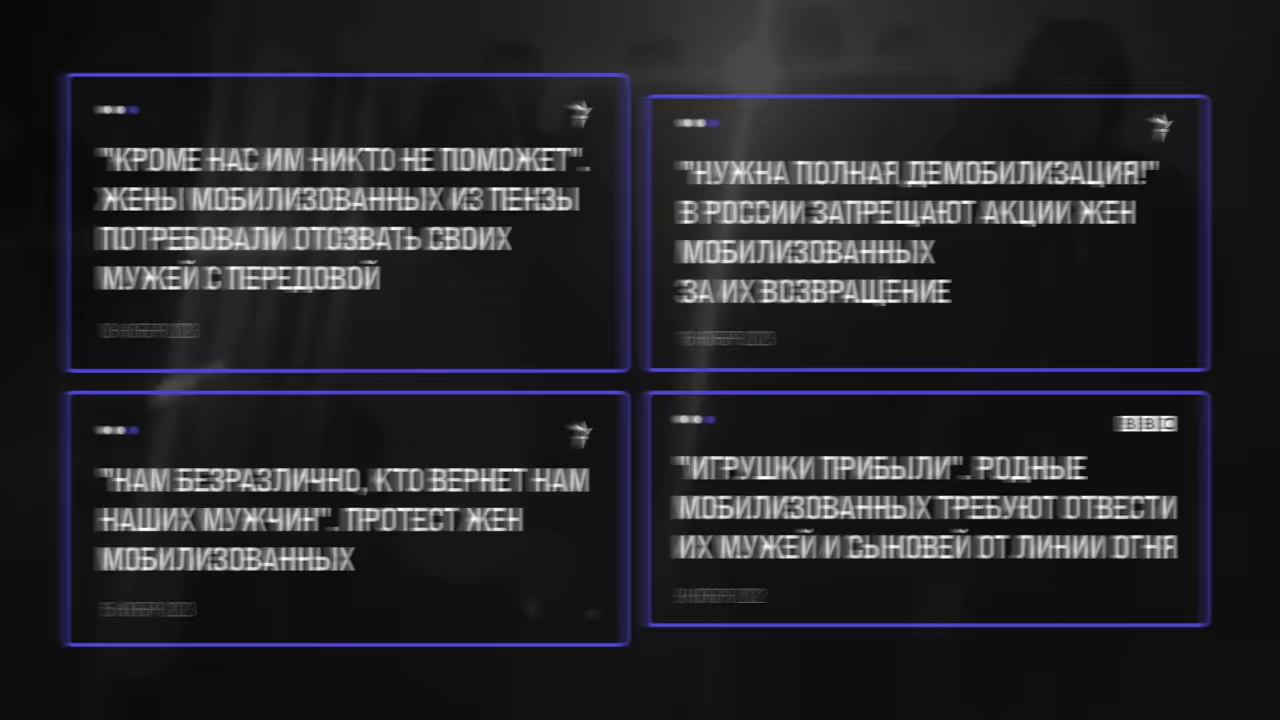 "КРОМЕ НАС ИМ НИКТО НЕ ПОМОЖЕТ"..
ЖЕНЫ МОБИЛИЗОВАННЫХ ИЗ ПЕНЗЫ
ПОТРЕБОВАЛИ ОТОЗВАТЬ СВОИХ
МУЖЕЙ С ПЕРЕДОВОЙ
"НУЖНА ПОЛНАЯ ДЕМОБИЛИЗАЦИЯ!"
В РОССИИ ЗАПРЕЩАЮТ АКЦИИ ЖЕН
МОБИЛИЗОВАННЫХ
ЗА ИХ ВОЗВРАЩЕНИЕ
"НАМ БЕЗРАЗЛИЧНО, КТО ВЕРНЕТ НАМ
НАШИХ МУЖЧИН". ПРОТЕСТ ЖЕН
МОБИЛИЗОВАННЫХ
BBC
"ИГРУШКИ ПРИБЫЛИ". РОДНЫЕ
МОБИЛИЗОВАННЫХ ТРЕБУЮТ ОТВЕСТИ
ИХ МУЖЕЙ И СЫНОВЕЙ ОТ ЛИНИИ ОГНЯ